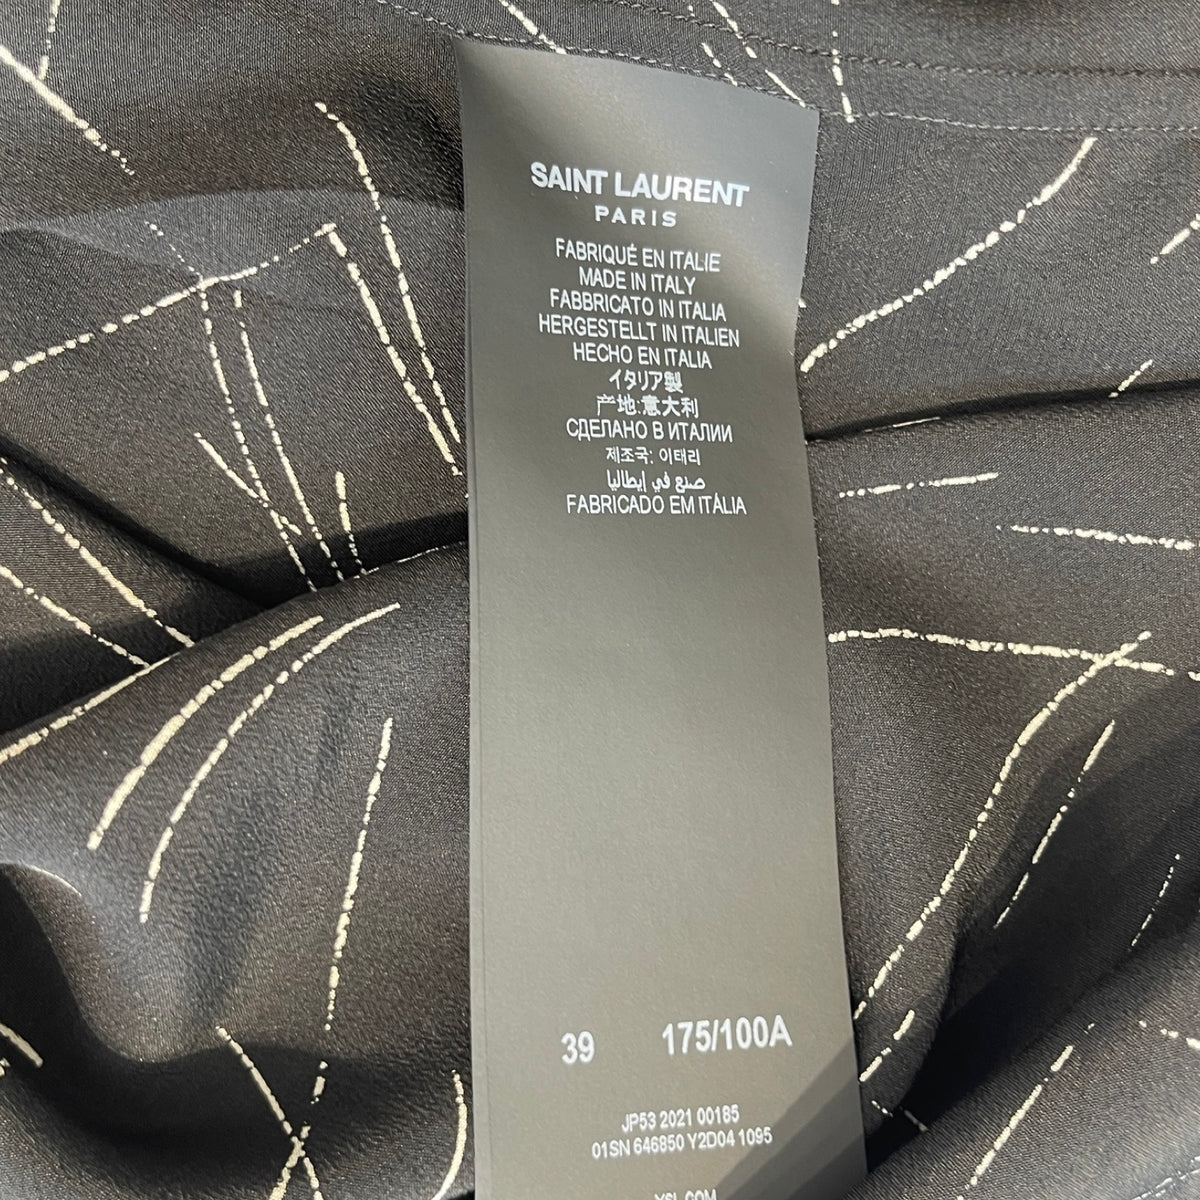 SAINT LAURENT
PARIS
FABRIQUÉ EN ITALIE
MADE IN ITALY
FABBRICATO IN ITALIA
HERGESTELLT IN ITALIEN
HECHO EN ITALIA
イタリア製
产地:意大利
СДЕЛАНО В ИТАЛИИ
제조국: 이태리
صنع في إيطاليا
FABRICADO EM ITÁLIA
39 175/100A
JP53 2021 00185
01SN 646850 Y2D04 1095
YSL.COM